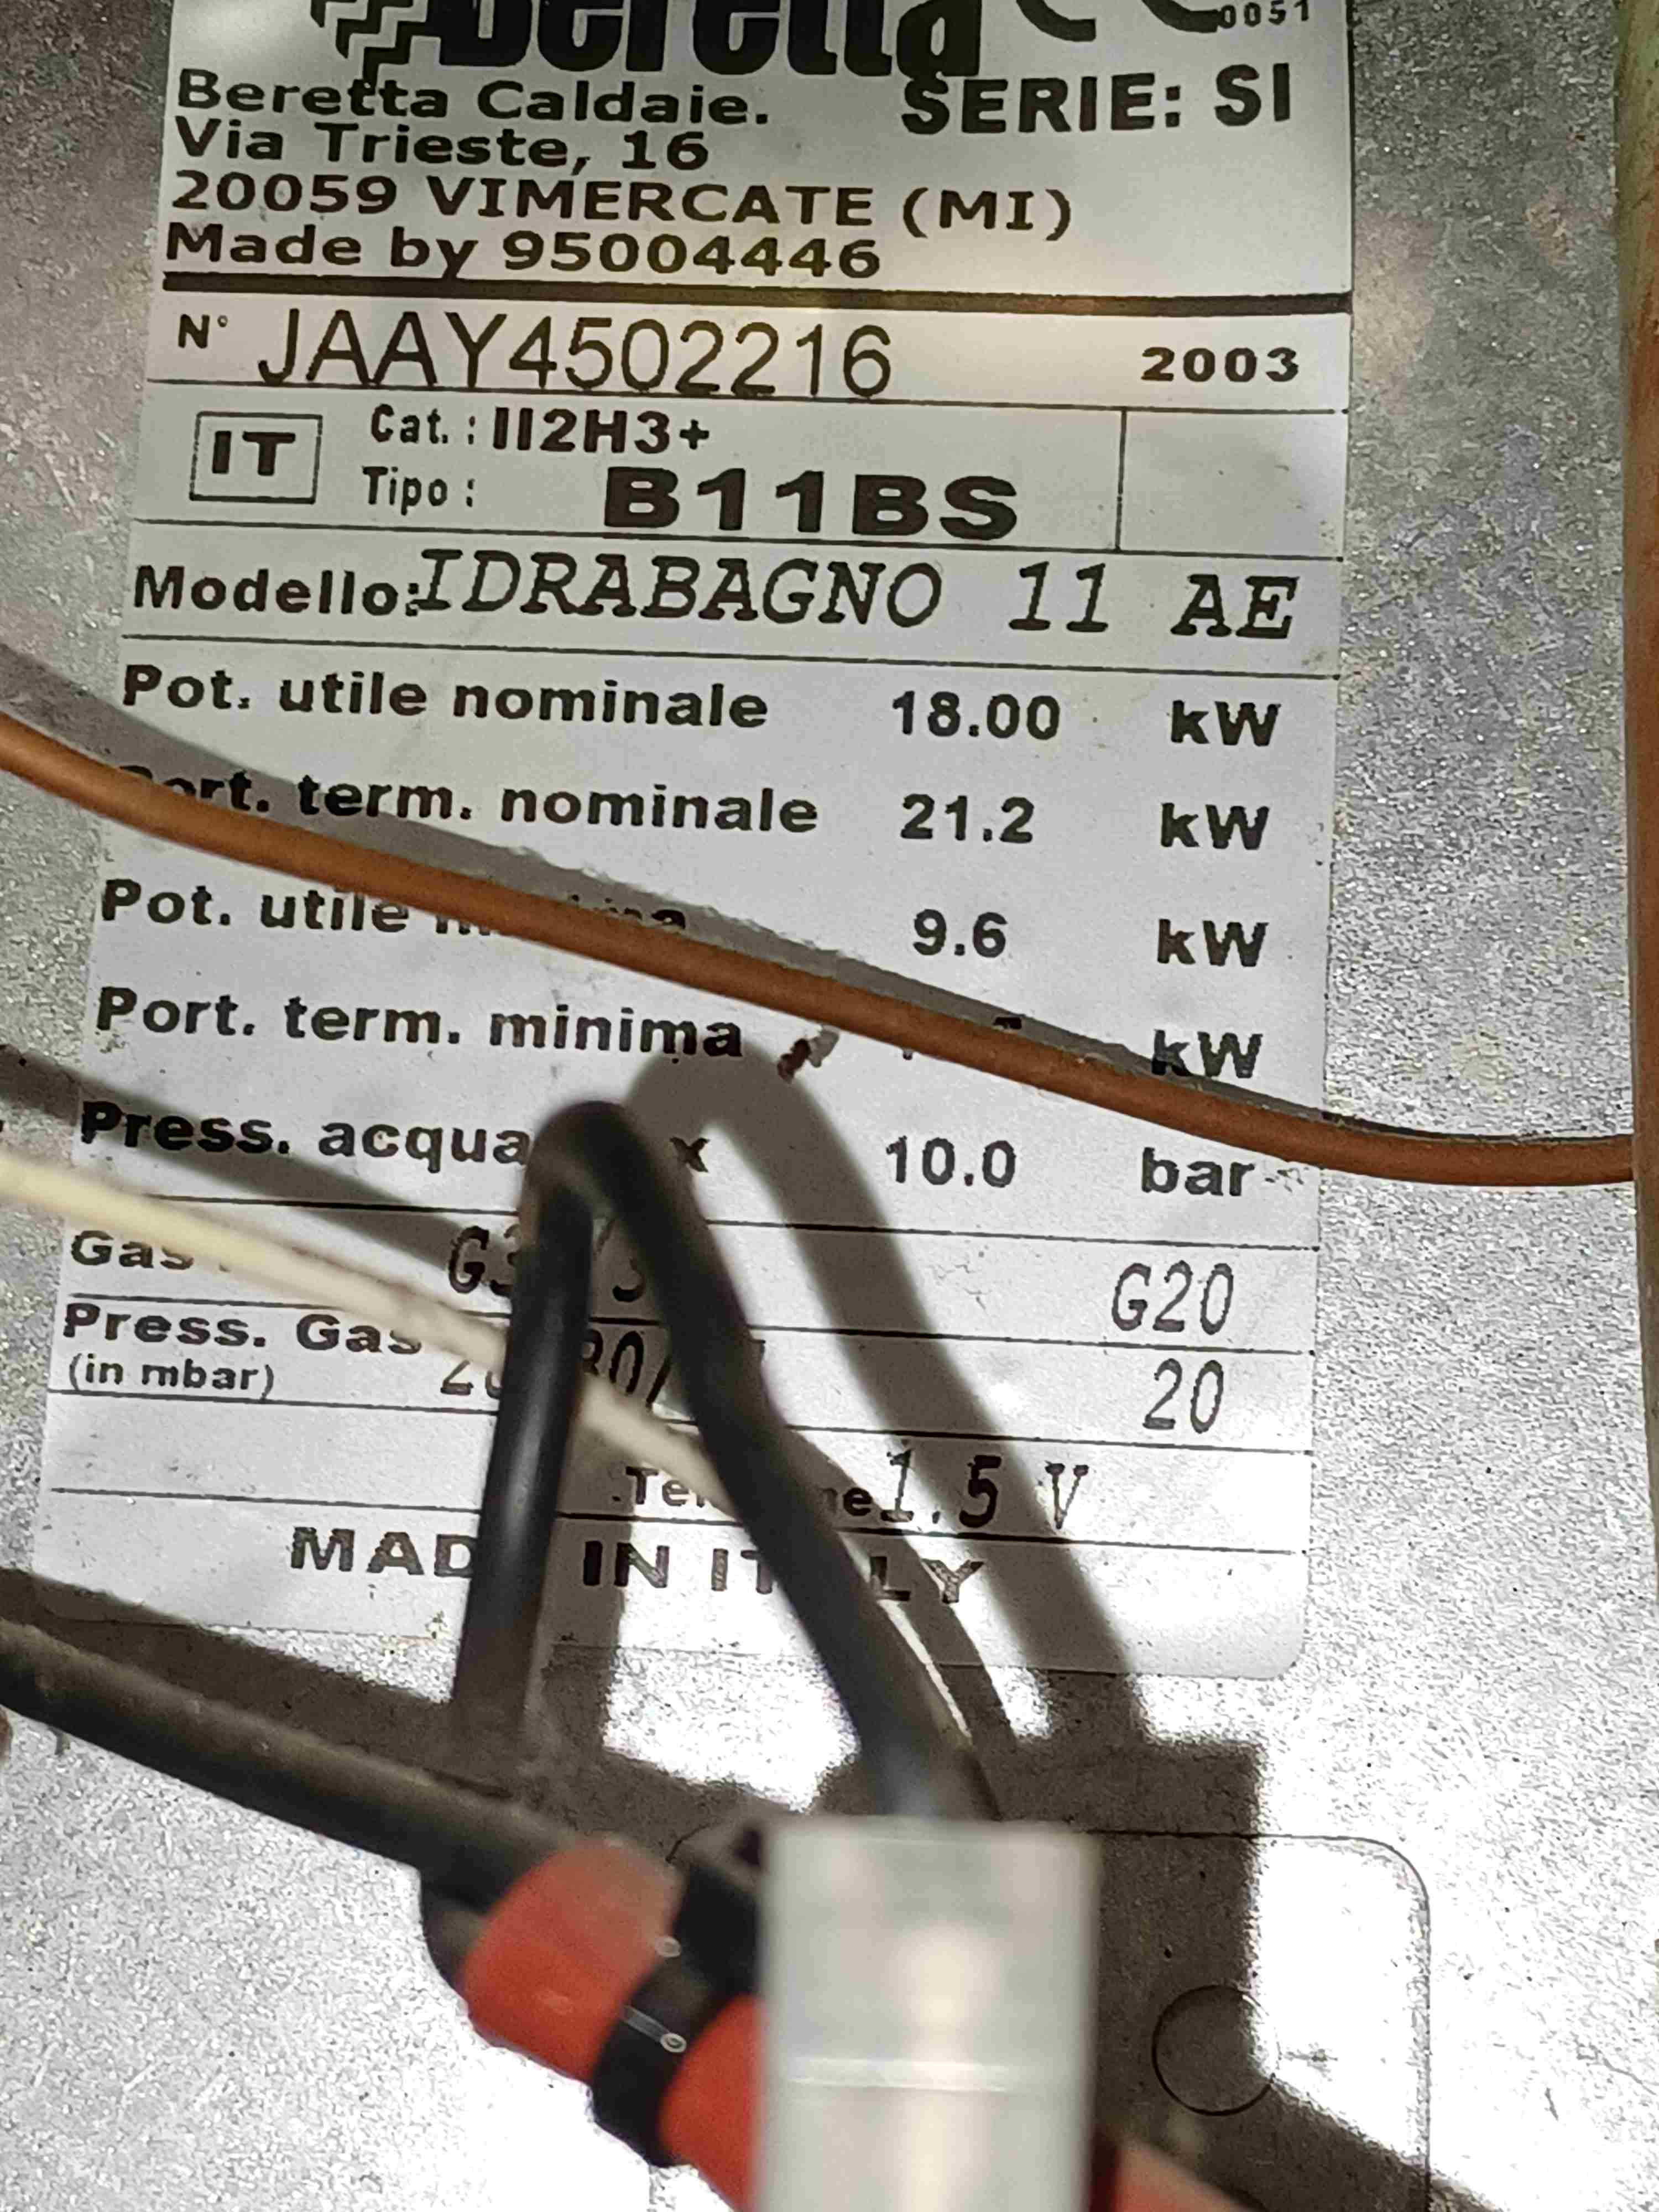 Beretta
0051
Beretta Caldaie. SERIE: SI
Via Trieste, 16
20059 VIMERCATE (MI)
Made by 95004446
N° JAAY4502216 2003
IT Cat.: II2H3+
Tipo: B11BS
Modello: IDRABAGNO 11 AE
Pot. utile nominale 18.00 kW
term. nominale 21.2 kW
Pot. utile 9.6 kW
Port. term. minima kW
Press. acqua 10.0 bar
Gas G20
Press. Gas 20
(in mbar)
1.5 V
MADE IN ITALY